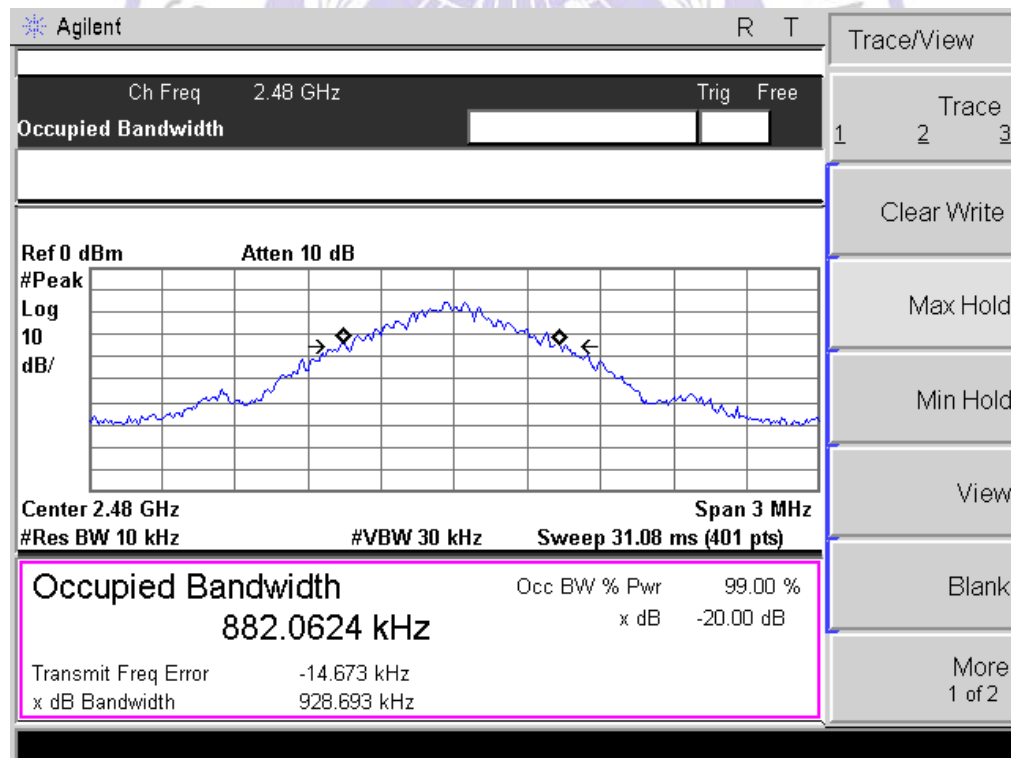 Agilent R T
Trace/View
Ch Freq 2.48 GHz Trig Free
Occupied Bandwidth
Trace
1 2 3
Clear Write
Ref 0 dBm Atten 10 dB
#Peak
Log
10
dB/
Max Hold
Min Hold
View
Center 2.48 GHz Span 3 MHz
#Res BW 10 kHz #VBW 30 kHz Sweep 31.08 ms (401 pts)
Occupied Bandwidth Occ BW % Pwr 99.00 %
882.0624 kHz x dB -20.00 dB
Blank
Transmit Freq Error -14.673 kHz
x dB Bandwidth 928.693 kHz
More
1 of 2